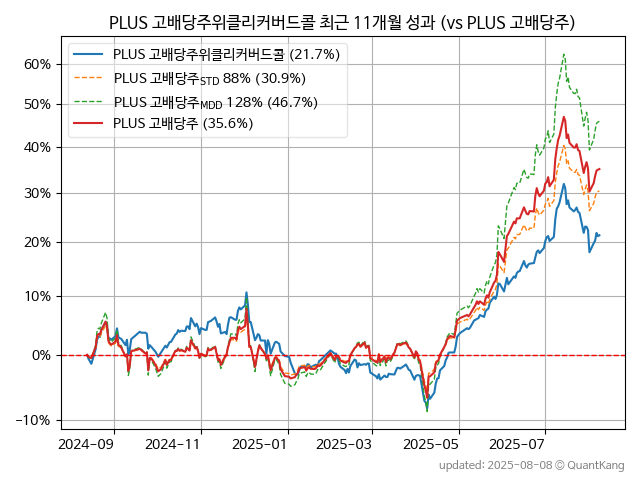 PLUS 고배당주위클리커버드콜 최근 11개월 성과 (vs PLUS 고배당주)
PLUS 고배당주위클리커버드콜 (21.7%)
PLUS 고배당주STD 88% (30.9%)
PLUS 고배당주MDD 128% (46.7%)
PLUS 고배당주 (35.6%)
60%
50%
40%
30%
20%
10%
0%
−10%
2024-09
2024-11
2025-01
2025-03
2025-05
2025-07
updated: 2025-08-08 © QuantKang